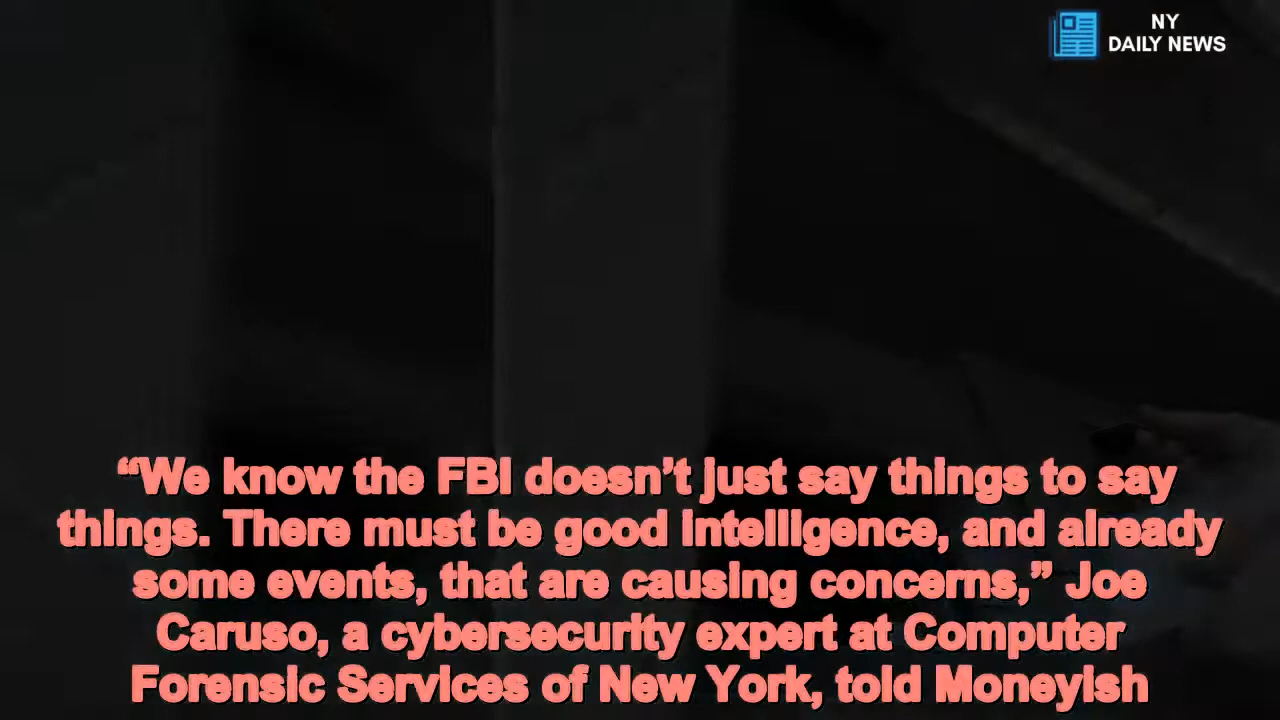 NY
DAILY NEWS
“We know the FBI doesn’t just say things to say
things. There must be good intelligence, and already
some events, that are causing concerns,” Joe
Caruso, a cybersecurity expert at Computer
Forensic Services of New York, told Moneyish